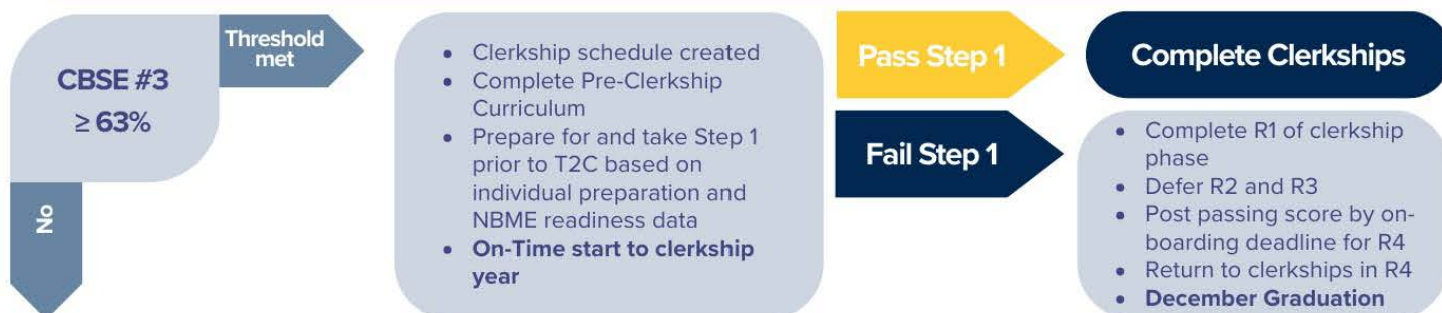 CBSE #3
≥ 63%
Threshold
met
No
• Clerkship schedule created
• Complete Pre-Clerkship
Curriculum
• Prepare for and take Step 1
prior to T2C based on
individual preparation and
NBME readiness data
• On-Time start to clerkship
year
Pass Step 1
Fail Step 1
Complete Clerkships
• Complete R1 of clerkship
phase
• Defer R2 and R3
• Post passing score by on-
boarding deadline for R4
• Return to clerkships in R4
• December Graduation